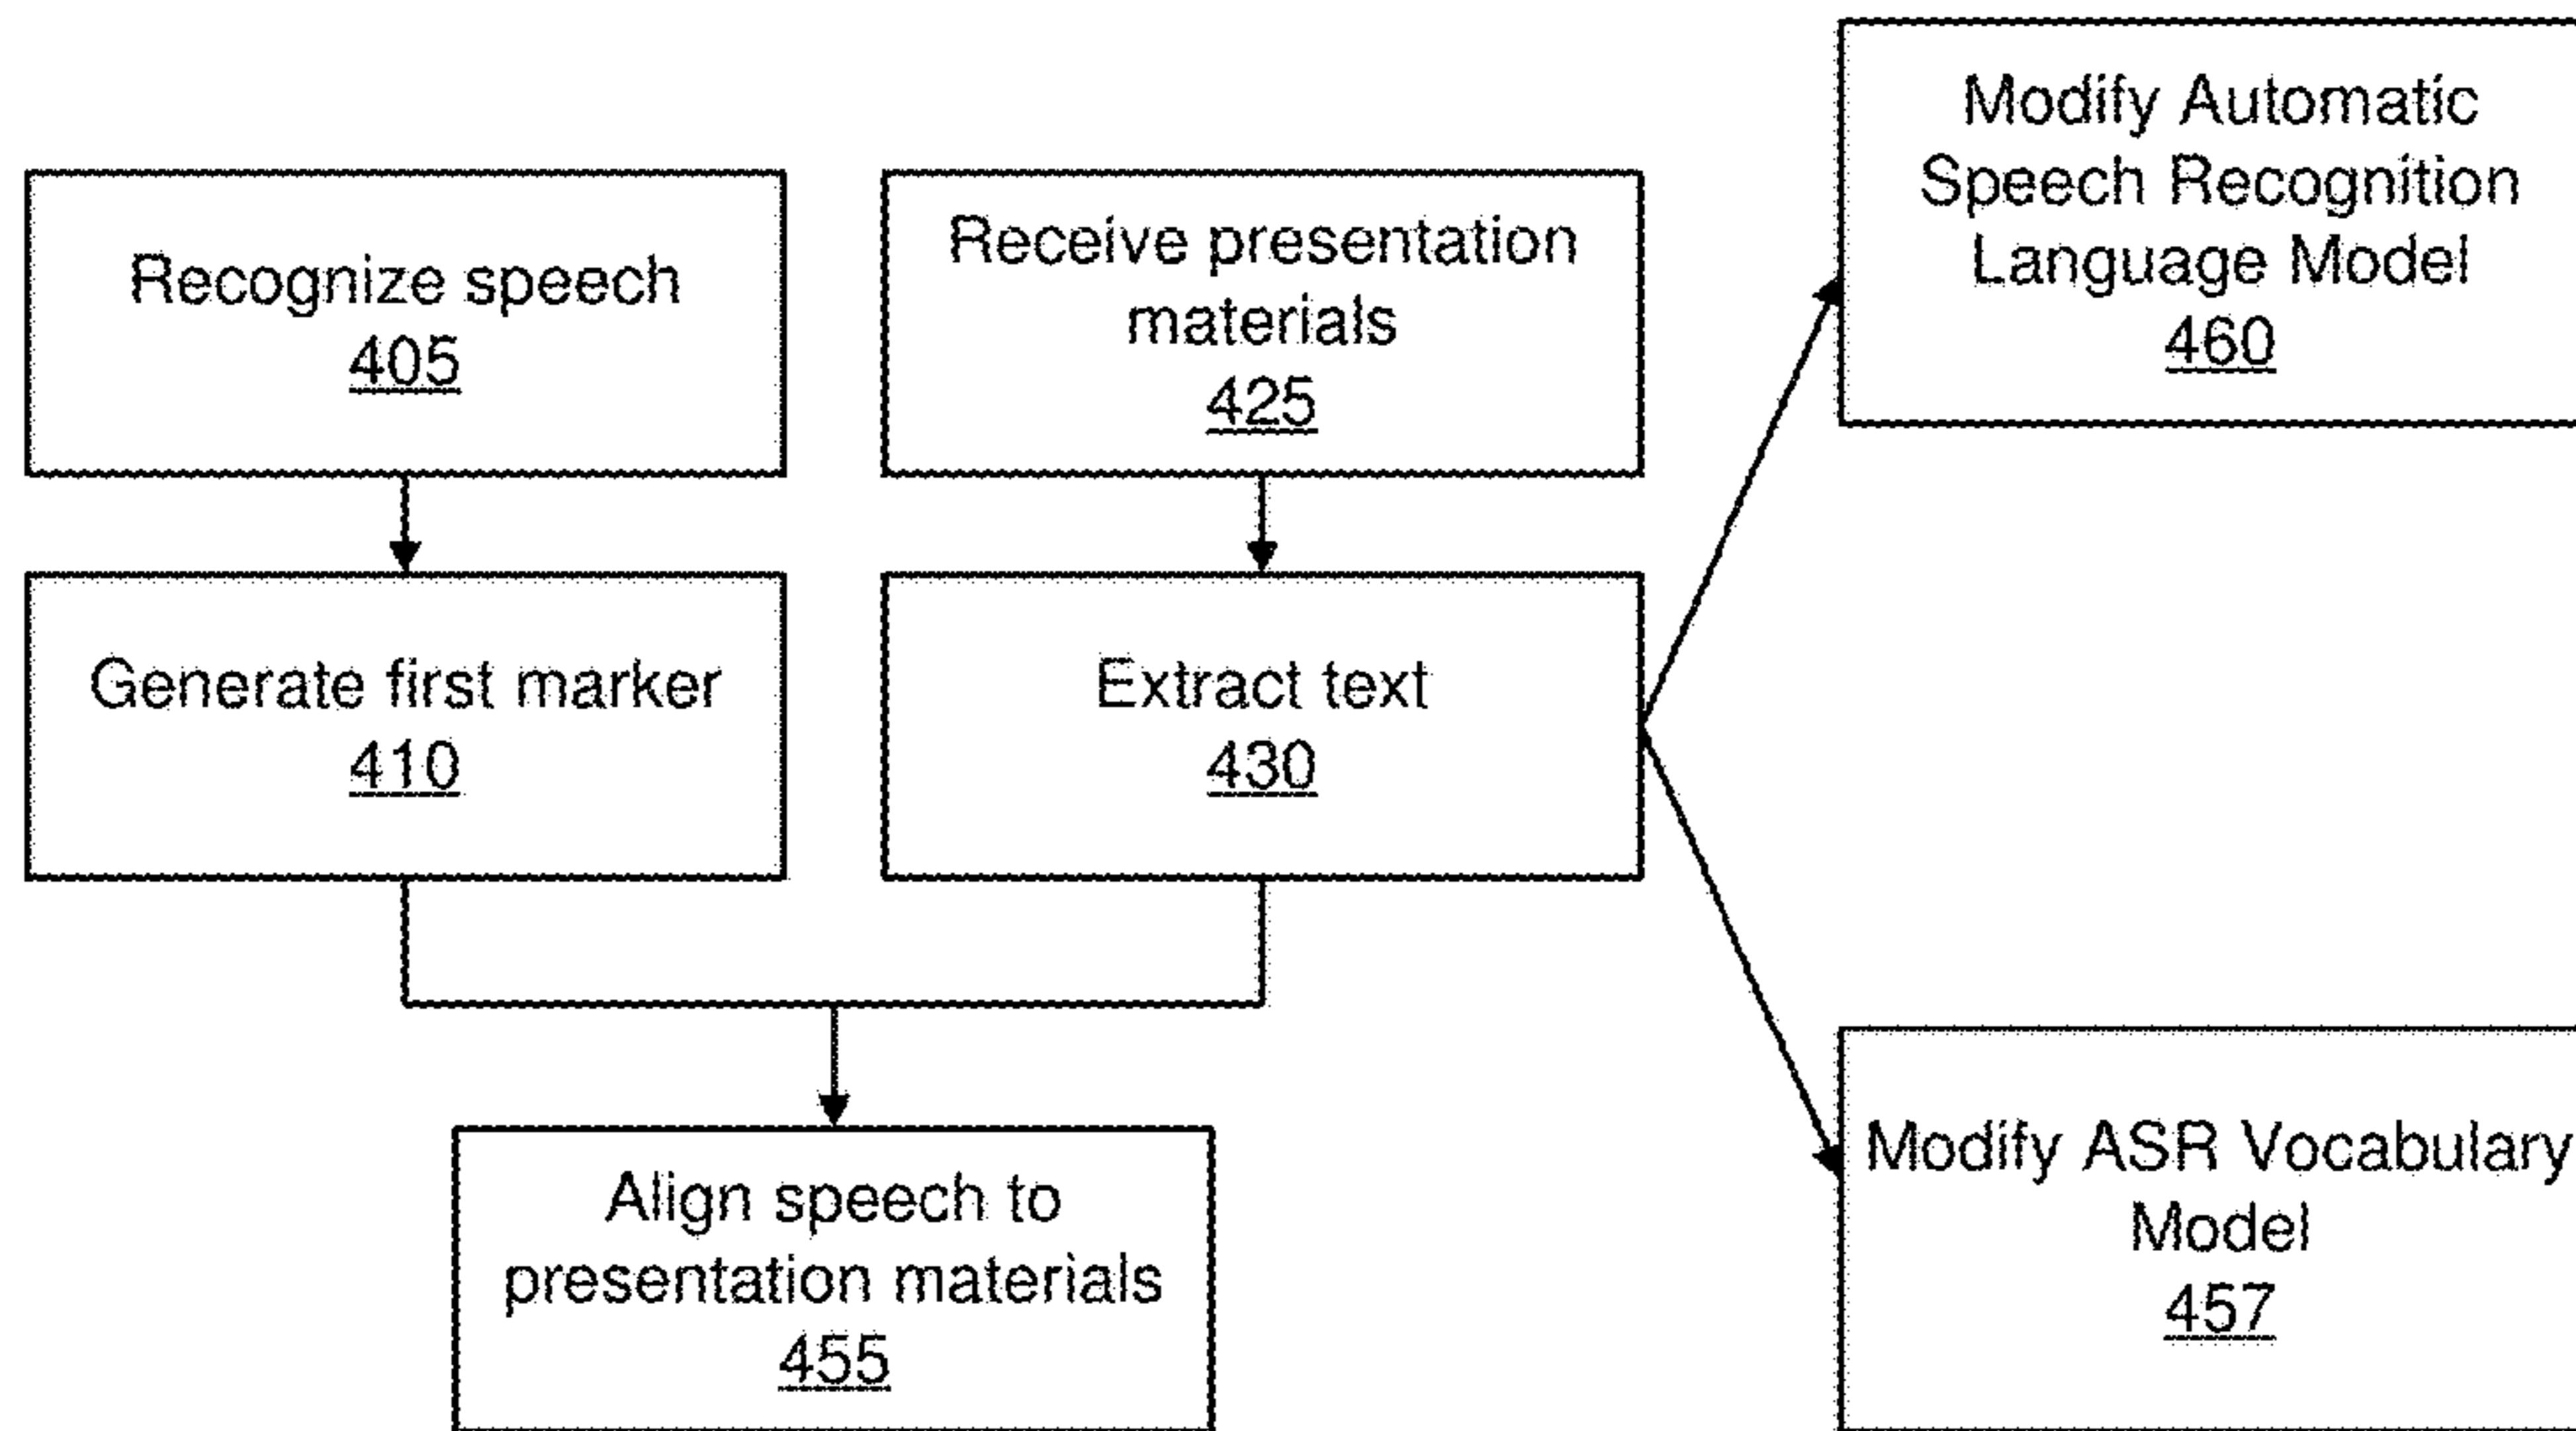 Recognize speech
405
Receive presentation
materials
425
Modify Automatic
Speech Recognition
Language Model
460
Generate first marker
410
Extract text
430
Align speech to
presentation materials
455
Modify ASR Vocabulary
Model
457